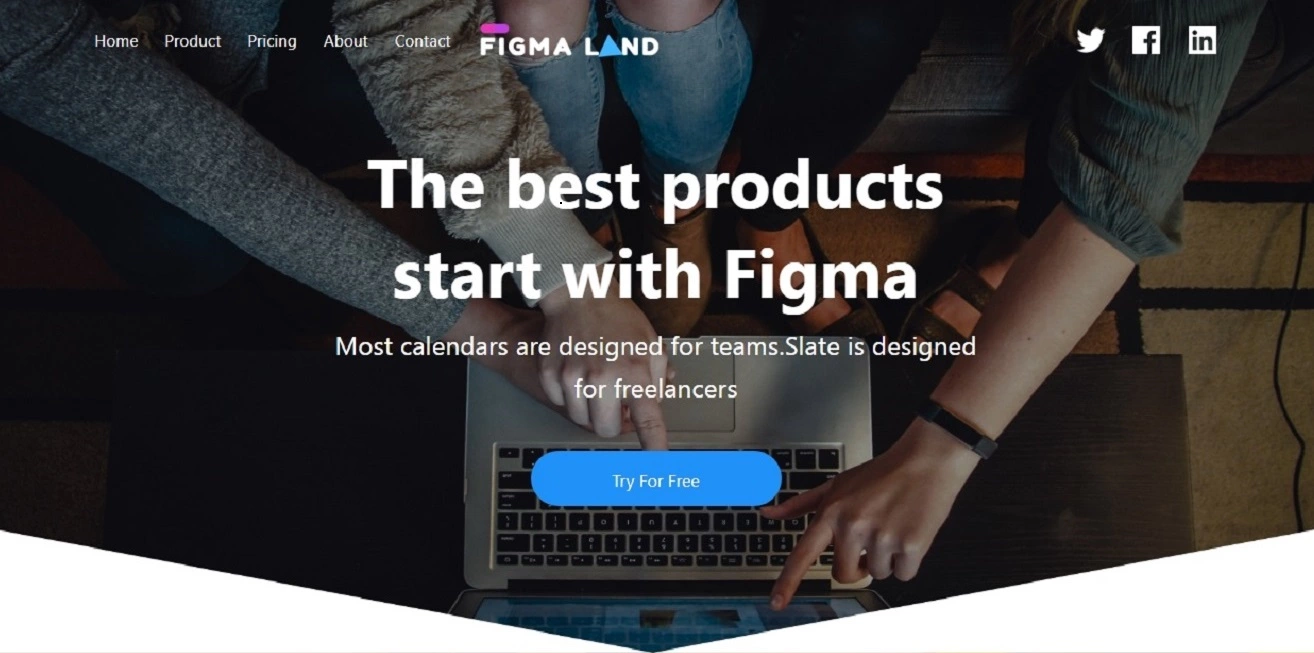 Home Product Pricing About Contact FIGMA LAND
The best products
start with Figma
Most calendars are designed for teams.Slate is designed
for freelancers
Try For Free